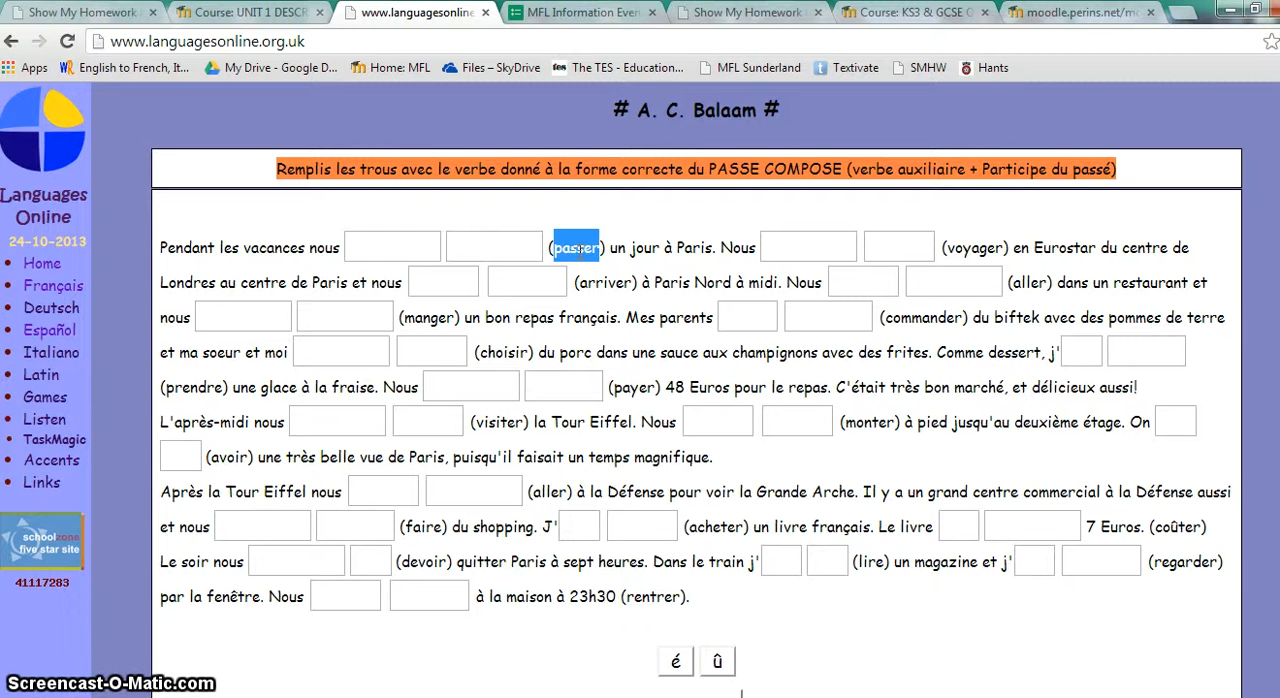 Show My Homework
Course: UNIT 1 DESCR
www.languagesonline.
MFL Information Even
Show My Homework
Course: KS3 & GCSE
moodle.perins.net/m
www.languagesonline.org.uk
Apps English to French, It... My Drive - Google D... Home: MFL Files – SkyDrive The TES - Education... MFL Sunderland Textivate SMHW Hants
# A. C. Balaam #
Remplis les trous avec le verbe donné à la forme correcte du PASSE COMPOSE (verbe auxiliaire + Participe du passé)
Languages
Online
24-10-2013
Home
Français
Deutsch
Español
Italiano
Latin
Games
Listen
TaskMagic
Accents
Links
schoolzone
five star site
41117283
Pendant les vacances nous (passer) un jour à Paris. Nous (voyager) en Eurostar du centre de
Londres au centre de Paris et nous (arriver) à Paris Nord à midi. Nous (aller) dans un restaurant et
nous (manger) un bon repas français. Mes parents (commander) du biftek avec des pommes de terre
et ma soeur et moi (choisir) du porc dans une sauce aux champignons avec des frites. Comme dessert, j'
(prendre) une glace à la fraise. Nous (payer) 48 Euros pour le repas. C'était très bon marché, et délicieux aussi!
L'après-midi nous (visiter) la Tour Eiffel. Nous (monter) à pied jusqu'au deuxième étage. On
(avoir) une très belle vue de Paris, puisqu'il faisait un temps magnifique.
Après la Tour Eiffel nous (aller) à la Défense pour voir la Grande Arche. Il y a un grand centre commercial à la Défense aussi
et nous (faire) du shopping. J' (acheter) un livre français. Le livre 7 Euros. (coûter)
Le soir nous (devoir) quitter Paris à sept heures. Dans le train j' (lire) un magazine et j' (regarder)
par la fenêtre. Nous à la maison à 23h30 (rentrer).
é û
Screencast-O-Matic.com